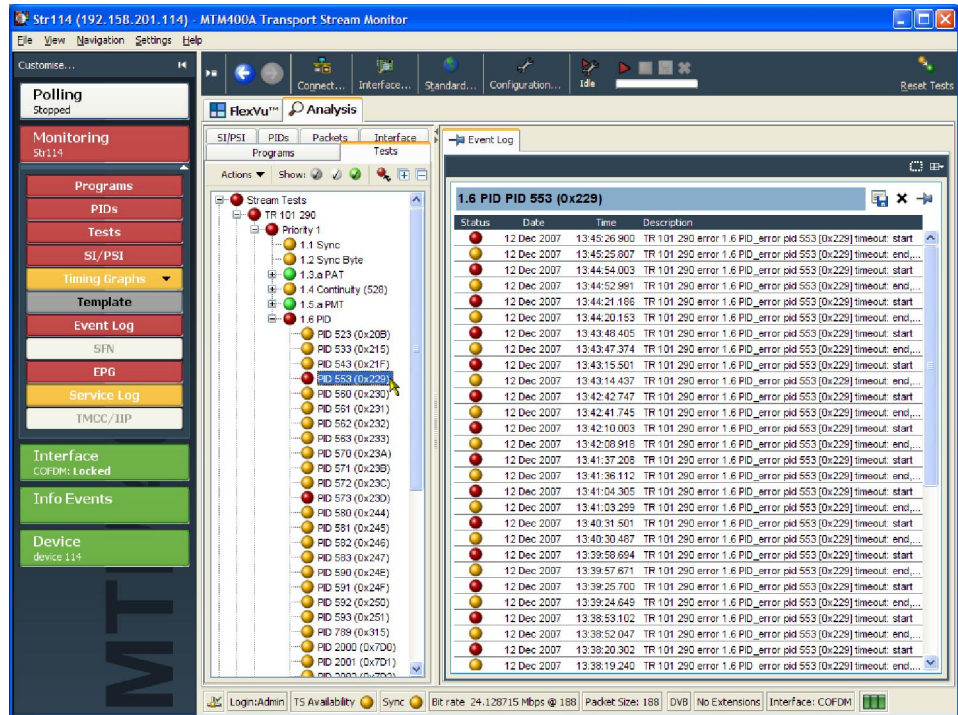 Str114 (192.158.201.114) - MTM400A Transport Stream Monitor
File View Navigation Settings Help
Customise...
Polling
Stopped
Monitoring
Str114
Programs
PIDs
Tests
SI/PSI
Timing Graphs
Template
Event Log
SFN
EPG
Service Log
TMCC/IIP
Interface
COFDM: Locked
Info Events
Device
device 114
Connect... Interface... Standard... Configuration... Idle Reset Tests
FlexVu™ Analysis
SI/PSI PIDs Packets Interface
Programs Tests
Actions Show:
Stream Tests
TR 101 290
Priority 1
1.1 Sync
1.2 Sync Byte
1.3.a PAT
1.4 Continuity (528)
1.5.a PMT
1.6 PID
PID 523 (0x20B)
PID 533 (0x215)
PID 543 (0x21F)
PID 553 (0x229)
PID 560 (0x230)
PID 561 (0x231)
PID 562 (0x232)
PID 563 (0x233)
PID 570 (0x23A)
PID 571 (0x23B)
PID 572 (0x23C)
PID 573 (0x23D)
PID 580 (0x244)
PID 581 (0x245)
PID 582 (0x246)
PID 583 (0x247)
PID 590 (0x24E)
PID 591 (0x24F)
PID 592 (0x250)
PID 593 (0x251)
PID 789 (0x315)
PID 2000 (0x7D0)
PID 2001 (0x7D1)
Event Log
1.6 PID PID 553 (0x229)
Status Date Time Description
12 Dec 2007 13:45:26.900 TR 101 290 error 1.6 PID_error pid 553 [0x229] timeout: start
12 Dec 2007 13:45:25.807 TR 101 290 error 1.6 PID_error pid 553 [0x229] timeout: end,...
12 Dec 2007 13:44:54.003 TR 101 290 error 1.6 PID_error pid 553 [0x229] timeout: start
12 Dec 2007 13:44:52.991 TR 101 290 error 1.6 PID_error pid 553 [0x229] timeout: end,...
12 Dec 2007 13:44:21.186 TR 101 290 error 1.6 PID_error pid 553 [0x229] timeout: start
12 Dec 2007 13:44:20.153 TR 101 290 error 1.6 PID_error pid 553 [0x229] timeout: end,...
12 Dec 2007 13:43:48.405 TR 101 290 error 1.6 PID_error pid 553 [0x229] timeout: start
12 Dec 2007 13:43:47.374 TR 101 290 error 1.6 PID_error pid 553 [0x229] timeout: end,...
12 Dec 2007 13:43:15.501 TR 101 290 error 1.6 PID_error pid 553 [0x229] timeout: start
12 Dec 2007 13:43:14.437 TR 101 290 error 1.6 PID_error pid 553 [0x229] timeout: end,...
12 Dec 2007 13:42:42.747 TR 101 290 error 1.6 PID_error pid 553 [0x229] timeout: start
12 Dec 2007 13:42:41.745 TR 101 290 error 1.6 PID_error pid 553 [0x229] timeout: end,...
12 Dec 2007 13:42:10.003 TR 101 290 error 1.6 PID_error pid 553 [0x229] timeout: start
12 Dec 2007 13:42:08.918 TR 101 290 error 1.6 PID_error pid 553 [0x229] timeout: end,...
12 Dec 2007 13:41:37.208 TR 101 290 error 1.6 PID_error pid 553 [0x229] timeout: start
12 Dec 2007 13:41:36.112 TR 101 290 error 1.6 PID_error pid 553 [0x229] timeout: end,...
12 Dec 2007 13:41:04.305 TR 101 290 error 1.6 PID_error pid 553 [0x229] timeout: start
12 Dec 2007 13:41:03.299 TR 101 290 error 1.6 PID_error pid 553 [0x229] timeout: end,...
12 Dec 2007 13:40:31.501 TR 101 290 error 1.6 PID_error pid 553 [0x229] timeout: start
12 Dec 2007 13:40:30.487 TR 101 290 error 1.6 PID_error pid 553 [0x229] timeout: end,...
12 Dec 2007 13:39:58.694 TR 101 290 error 1.6 PID_error pid 553 [0x229] timeout: start
12 Dec 2007 13:39:57.671 TR 101 290 error 1.6 PID_error pid 553 [0x229] timeout: end,...
12 Dec 2007 13:39:25.700 TR 101 290 error 1.6 PID_error pid 553 [0x229] timeout: start
12 Dec 2007 13:39:24.649 TR 101 290 error 1.6 PID_error pid 553 [0x229] timeout: end,...
12 Dec 2007 13:38:53.102 TR 101 290 error 1.6 PID_error pid 553 [0x229] timeout: start
12 Dec 2007 13:38:52.047 TR 101 290 error 1.6 PID_error pid 553 [0x229] timeout: end,...
12 Dec 2007 13:38:20.302 TR 101 290 error 1.6 PID_error pid 553 [0x229] timeout: start
12 Dec 2007 13:38:19.240 TR 101 290 error 1.6 PID_error pid 553 [0x229] timeout: end,...
Login:Admin TS Availability Sync Bit rate 24.128715 Mbps @ 188 Packet Size: 188 DVB No Extensions Interface: COFDM